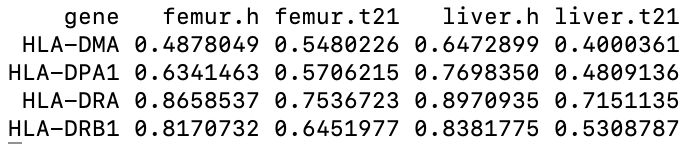 gene femur.h femur.t21 liver.h liver.t21
HLA-DMA 0.4878049 0.5480226 0.6472899 0.4000361
HLA-DPA1 0.6341463 0.5706215 0.7698350 0.4809136
HLA-DRA 0.8658537 0.7536723 0.8970935 0.7151135
HLA-DRB1 0.8170732 0.6451977 0.8381775 0.5308787